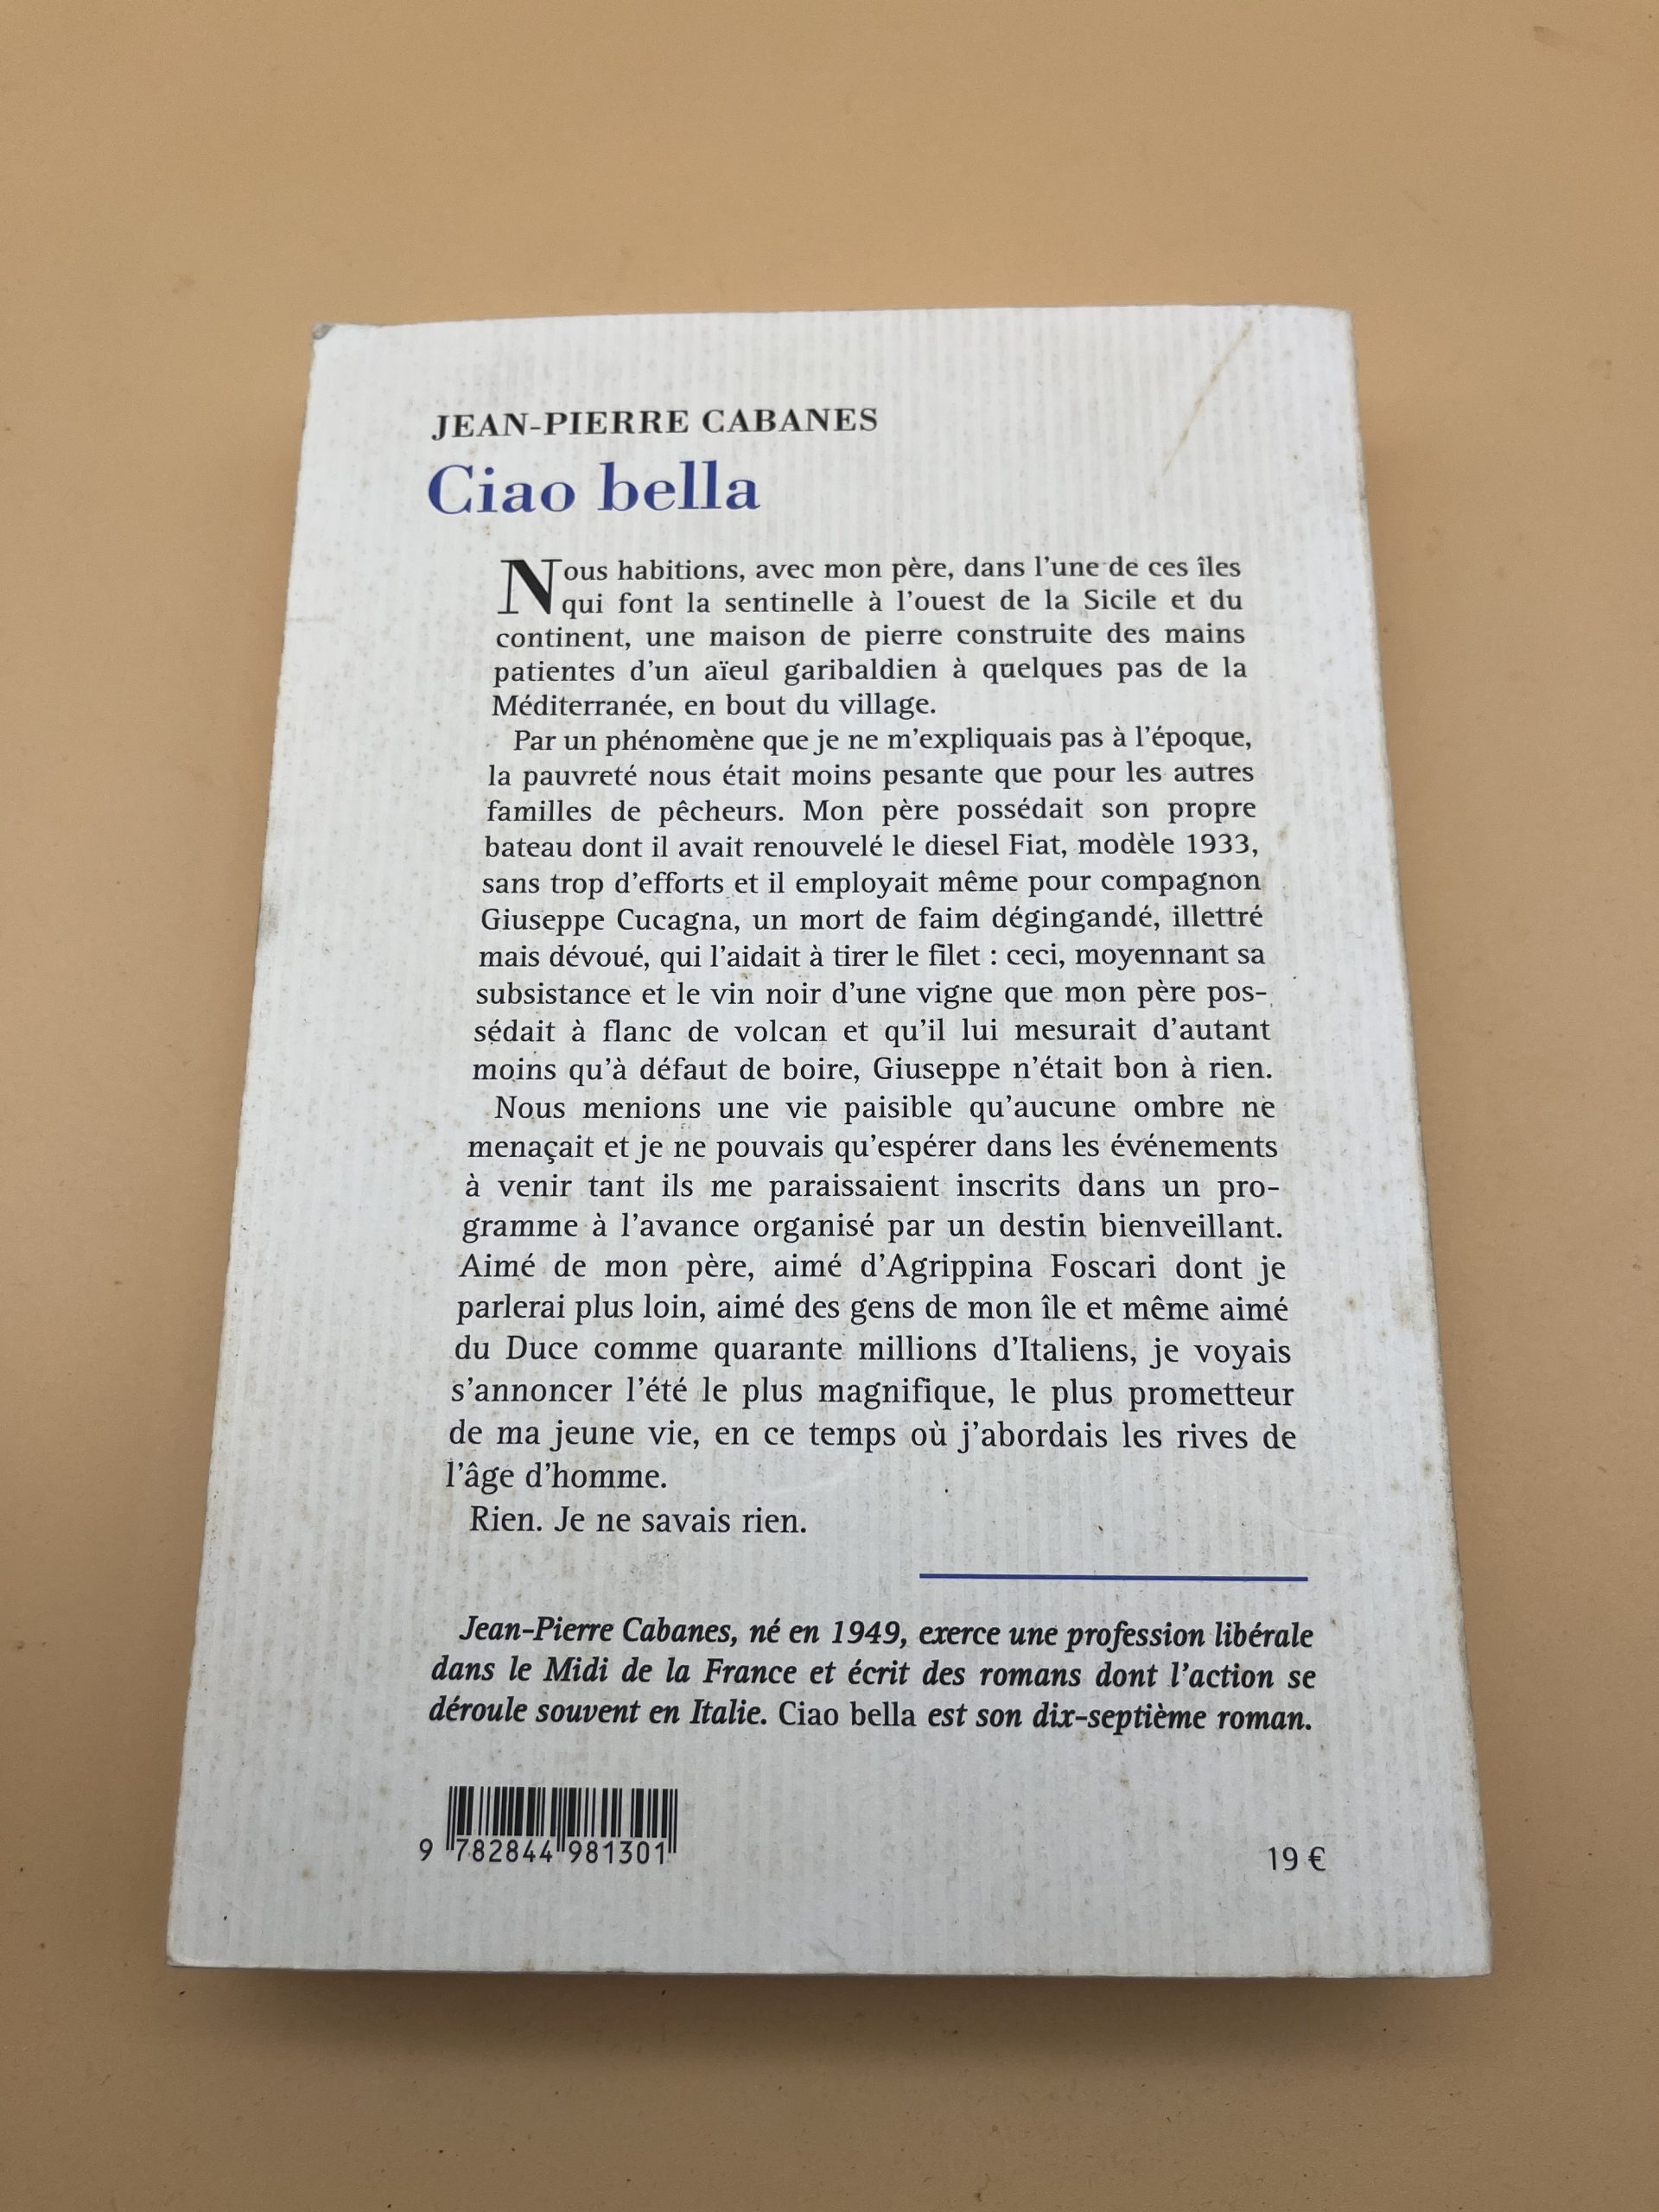 JEAN-PIERRE CABANES
Ciao bella
Nous habitions, avec mon père, dans l'une de ces îles
qui font la sentinelle à l'ouest de la Sicile et du
continent, une maison de pierre construite des mains
patientes d'un aïeul garibaldien à quelques pas de la
Méditerranée, en bout du village.
Par un phénomène que je ne m'expliquais pas à l'époque,
la pauvreté nous était moins pesante que pour les autres
familles de pêcheurs. Mon père possédait son propre
bateau dont il avait renouvelé le diesel Fiat, modèle 1933,
sans trop d'efforts et il employait même pour compagnon
Giuseppe Cucagna, un mort de faim dégingandé, illettré
mais dévoué, qui l'aidait à tirer le filet : ceci, moyennant sa
subsistance et le vin noir d'une vigne que mon père pos-
sédait à flanc de volcan et qu'il lui mesurait d'autant
moins qu'à défaut de boire, Giuseppe n'était bon à rien.
Nous menions une vie paisible qu'aucune ombre ne
menaçait et je ne pouvais qu'espérer dans les événements
à venir tant ils me paraissaient inscrits dans un pro-
gramme à l'avance organisé par un destin bienveillant.
Aimé de mon père, aimé d'Agrippina Foscari dont je
parlerai plus loin, aimé des gens de mon île et même aimé
du Duce comme quarante millions d'Italiens, je voyais
s'annoncer l'été le plus magnifique, le plus prometteur
de ma jeune vie, en ce temps où j'abordais les rives de
l'âge d'homme.
Rien. Je ne savais rien.
Jean-Pierre Cabanes, né en 1949, exerce une profession libérale
dans le Midi de la France et écrit des romans dont l'action se
déroule souvent en Italie. Ciao bella est son dix-septième roman.
9 782844 981301
19 €